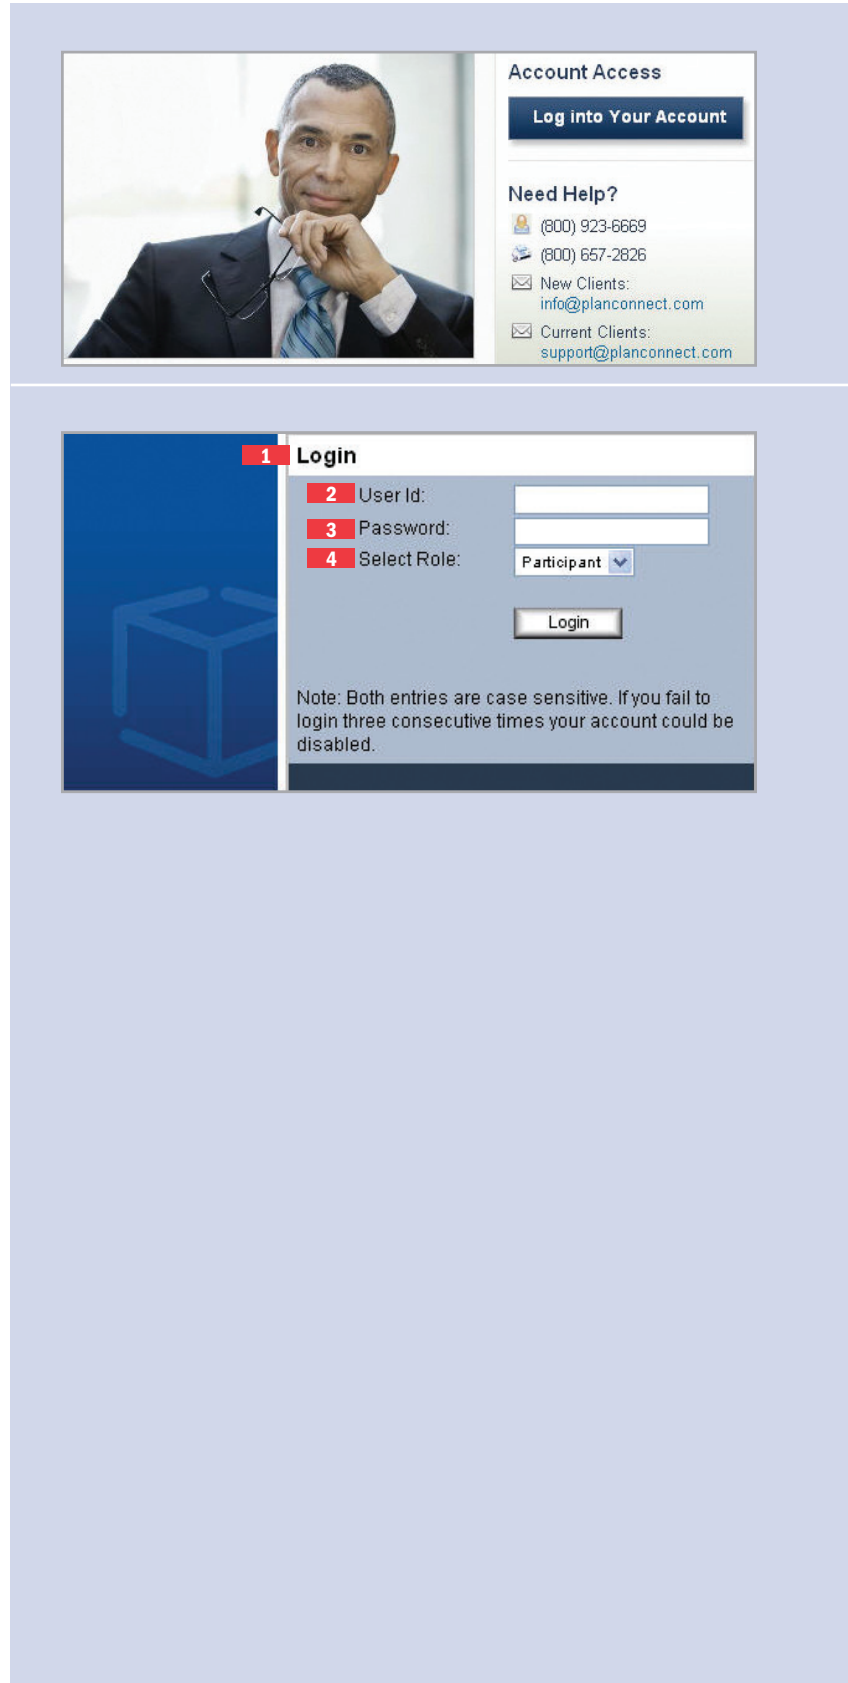 Account Access
Log into Your Account
Need Help?
(800) 923-6669
(800) 657-2826
New Clients:
info@planconnect.com
Current Clients:
support@planconnect.com
1 Login
2 User Id:
3 Password:
4 Select Role: Participant
Login
Note: Both entries are case sensitive. If you fail to
login three consecutive times your account could be
disabled.